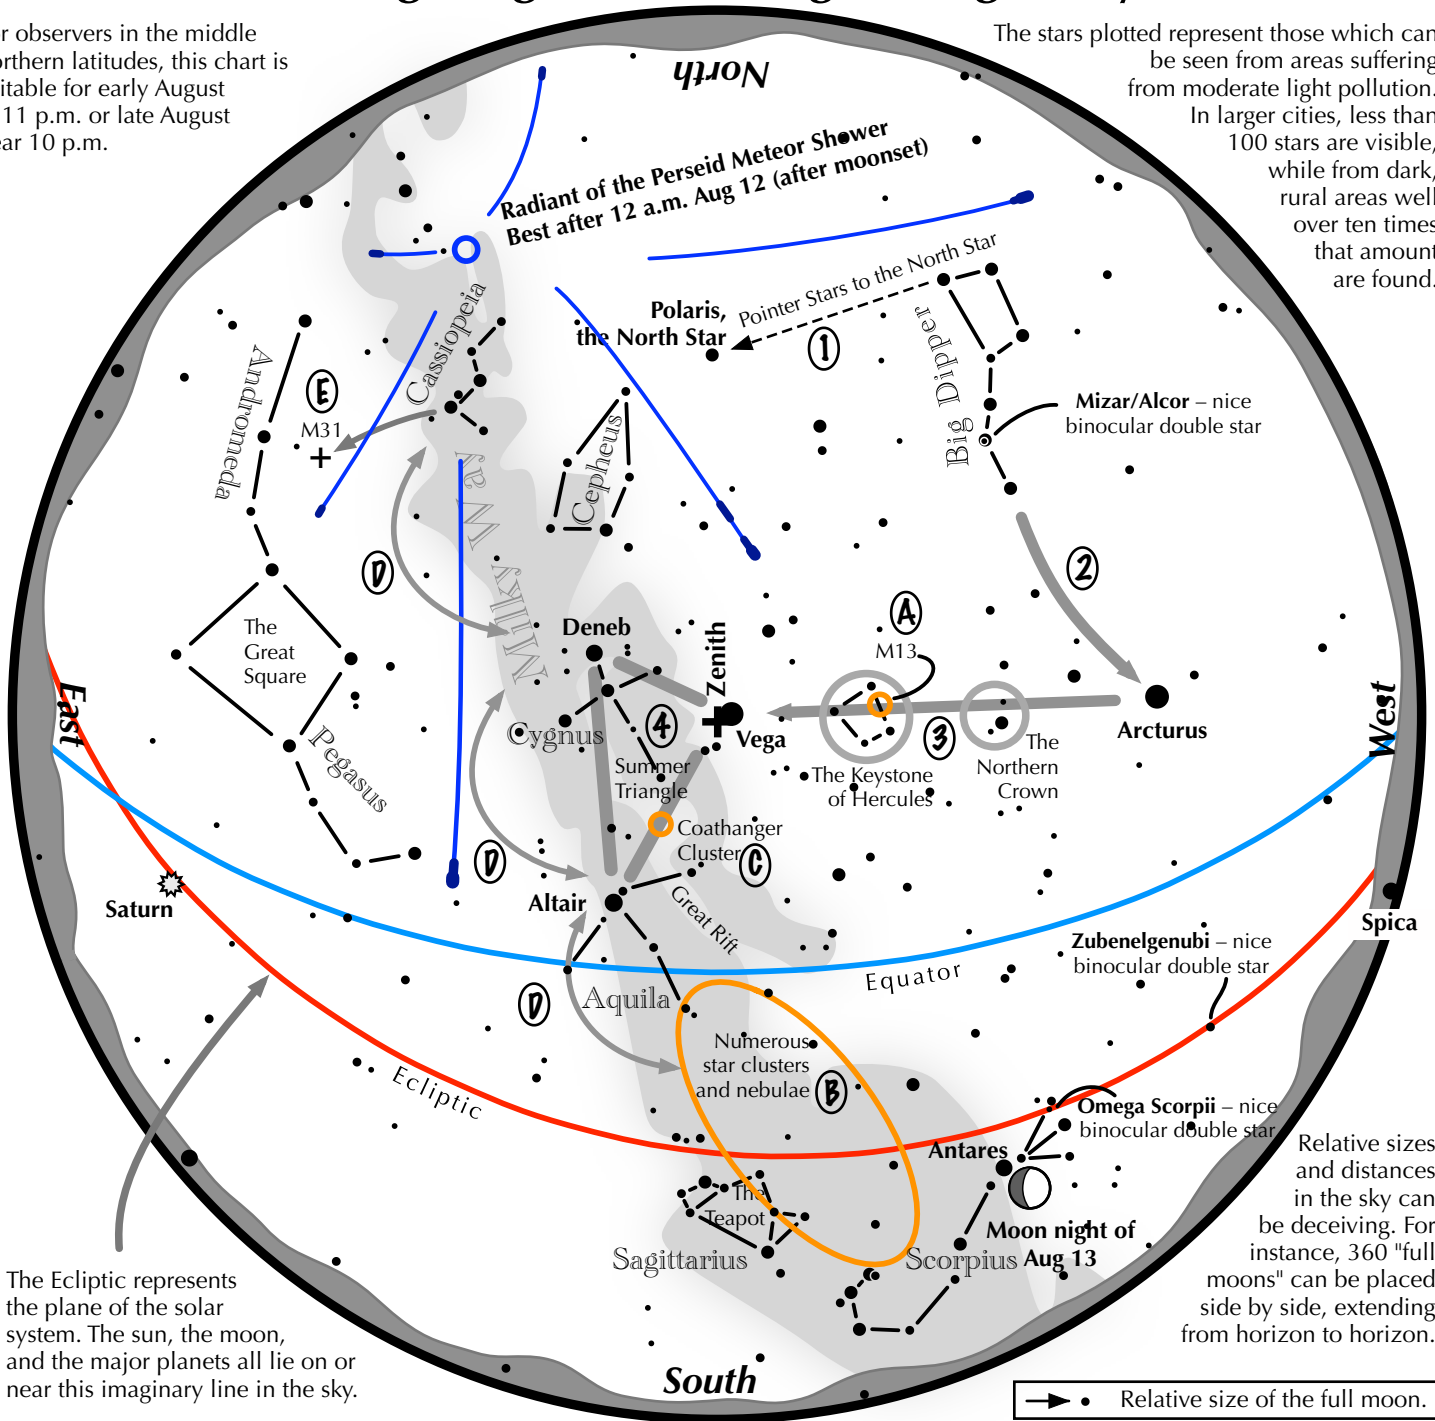 r observers in the middle
orthern latitudes, this chart is
itable for early August
11 p.m. or late August
ear 10 p.m.
The stars plotted represent those which can
be seen from areas suffering
from moderate light pollution.
In larger cities, less than
100 stars are visible,
while from dark,
rural areas well
over ten times
that amount
are found.
North
Radiant of the Perseid Meteor Shower
Best after 12 a.m. Aug 12 (after moonset)
Pointer Stars to the North Star
Polaris,
the North Star
1
Cassiopeia
Andromeda
E
M31
Big Dipper
Mizar/Alcor – nice
binocular double star
Cepheus
Milky Way
D
2
The
Great
Square
Deneb
Zenith
A
M13
East
West
Pegasus
Cygnus
4
Vega
3
Arcturus
Summer
Triangle
The Keystone
of Hercules
The
Northern
Crown
Coathanger
Cluster
C
D
Saturn
Altair
Great Rift
Spica
Zubenelgenubi – nice
binocular double star
Equator
D
Aquila
Numerous
star clusters
and nebulae
B
Ecliptic
Omega Scorpii – nice
binocular double star
Antares
The
Teapot
Moon night of
Aug 13
Sagittarius
Scorpius
Relative sizes
and distances
in the sky can
be deceiving. For
instance, 360 "full
moons" can be placed
side by side, extending
from horizon to horizon.
The Ecliptic represents
the plane of the solar
system. The sun, the moon,
and the major planets all lie on or
near this imaginary line in the sky.
South
Relative size of the full moon.